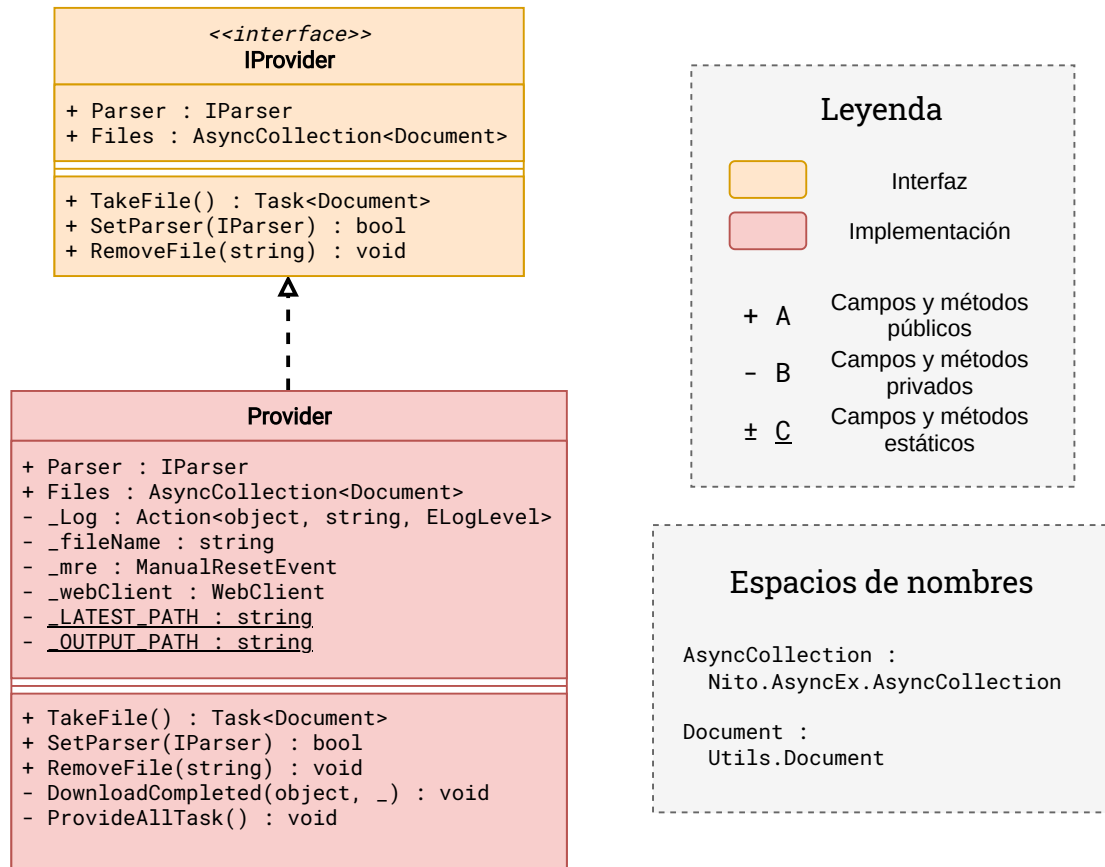 <<interface>>
IProvider
+ Parser : IParser
+ Files : AsyncCollection<Document>
+ TakeFile() : Task<Document>
+ SetParser(IParser) : bool
+ RemoveFile(string) : void
Provider
+ Parser : IParser
+ Files : AsyncCollection<Document>
- _Log : Action<object, string, ELogLevel>
- _fileName : string
- _mre : ManualResetEvent
- _webClient : WebClient
- _LATEST_PATH : string
- _OUTPUT_PATH : string
+ TakeFile() : Task<Document>
+ SetParser(IParser) : bool
+ RemoveFile(string) : void
- DownloadCompleted(object, _) : void
- ProvideAllTask() : void
Leyenda
Interfaz
Implementación
+ A Campos y métodos
públicos
- B Campos y métodos
privados
± C Campos y métodos
estáticos
Espacios de nombres
AsyncCollection :
Nito.AsyncEx.AsyncCollection
Document :
Utils.Document